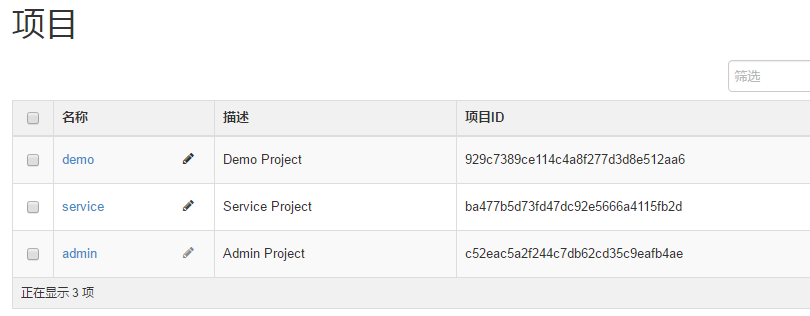 项目
筛选
名称 描述 项目ID
demo Demo Project 929c7389ce114c4a8f277d3d8e512aa6
service Service Project ba477b5d73fd47dc92e5666a4115fb2d
admin Admin Project c52eac5a2f244c7db62cd35c9eafb4ae
正在显示 3 项